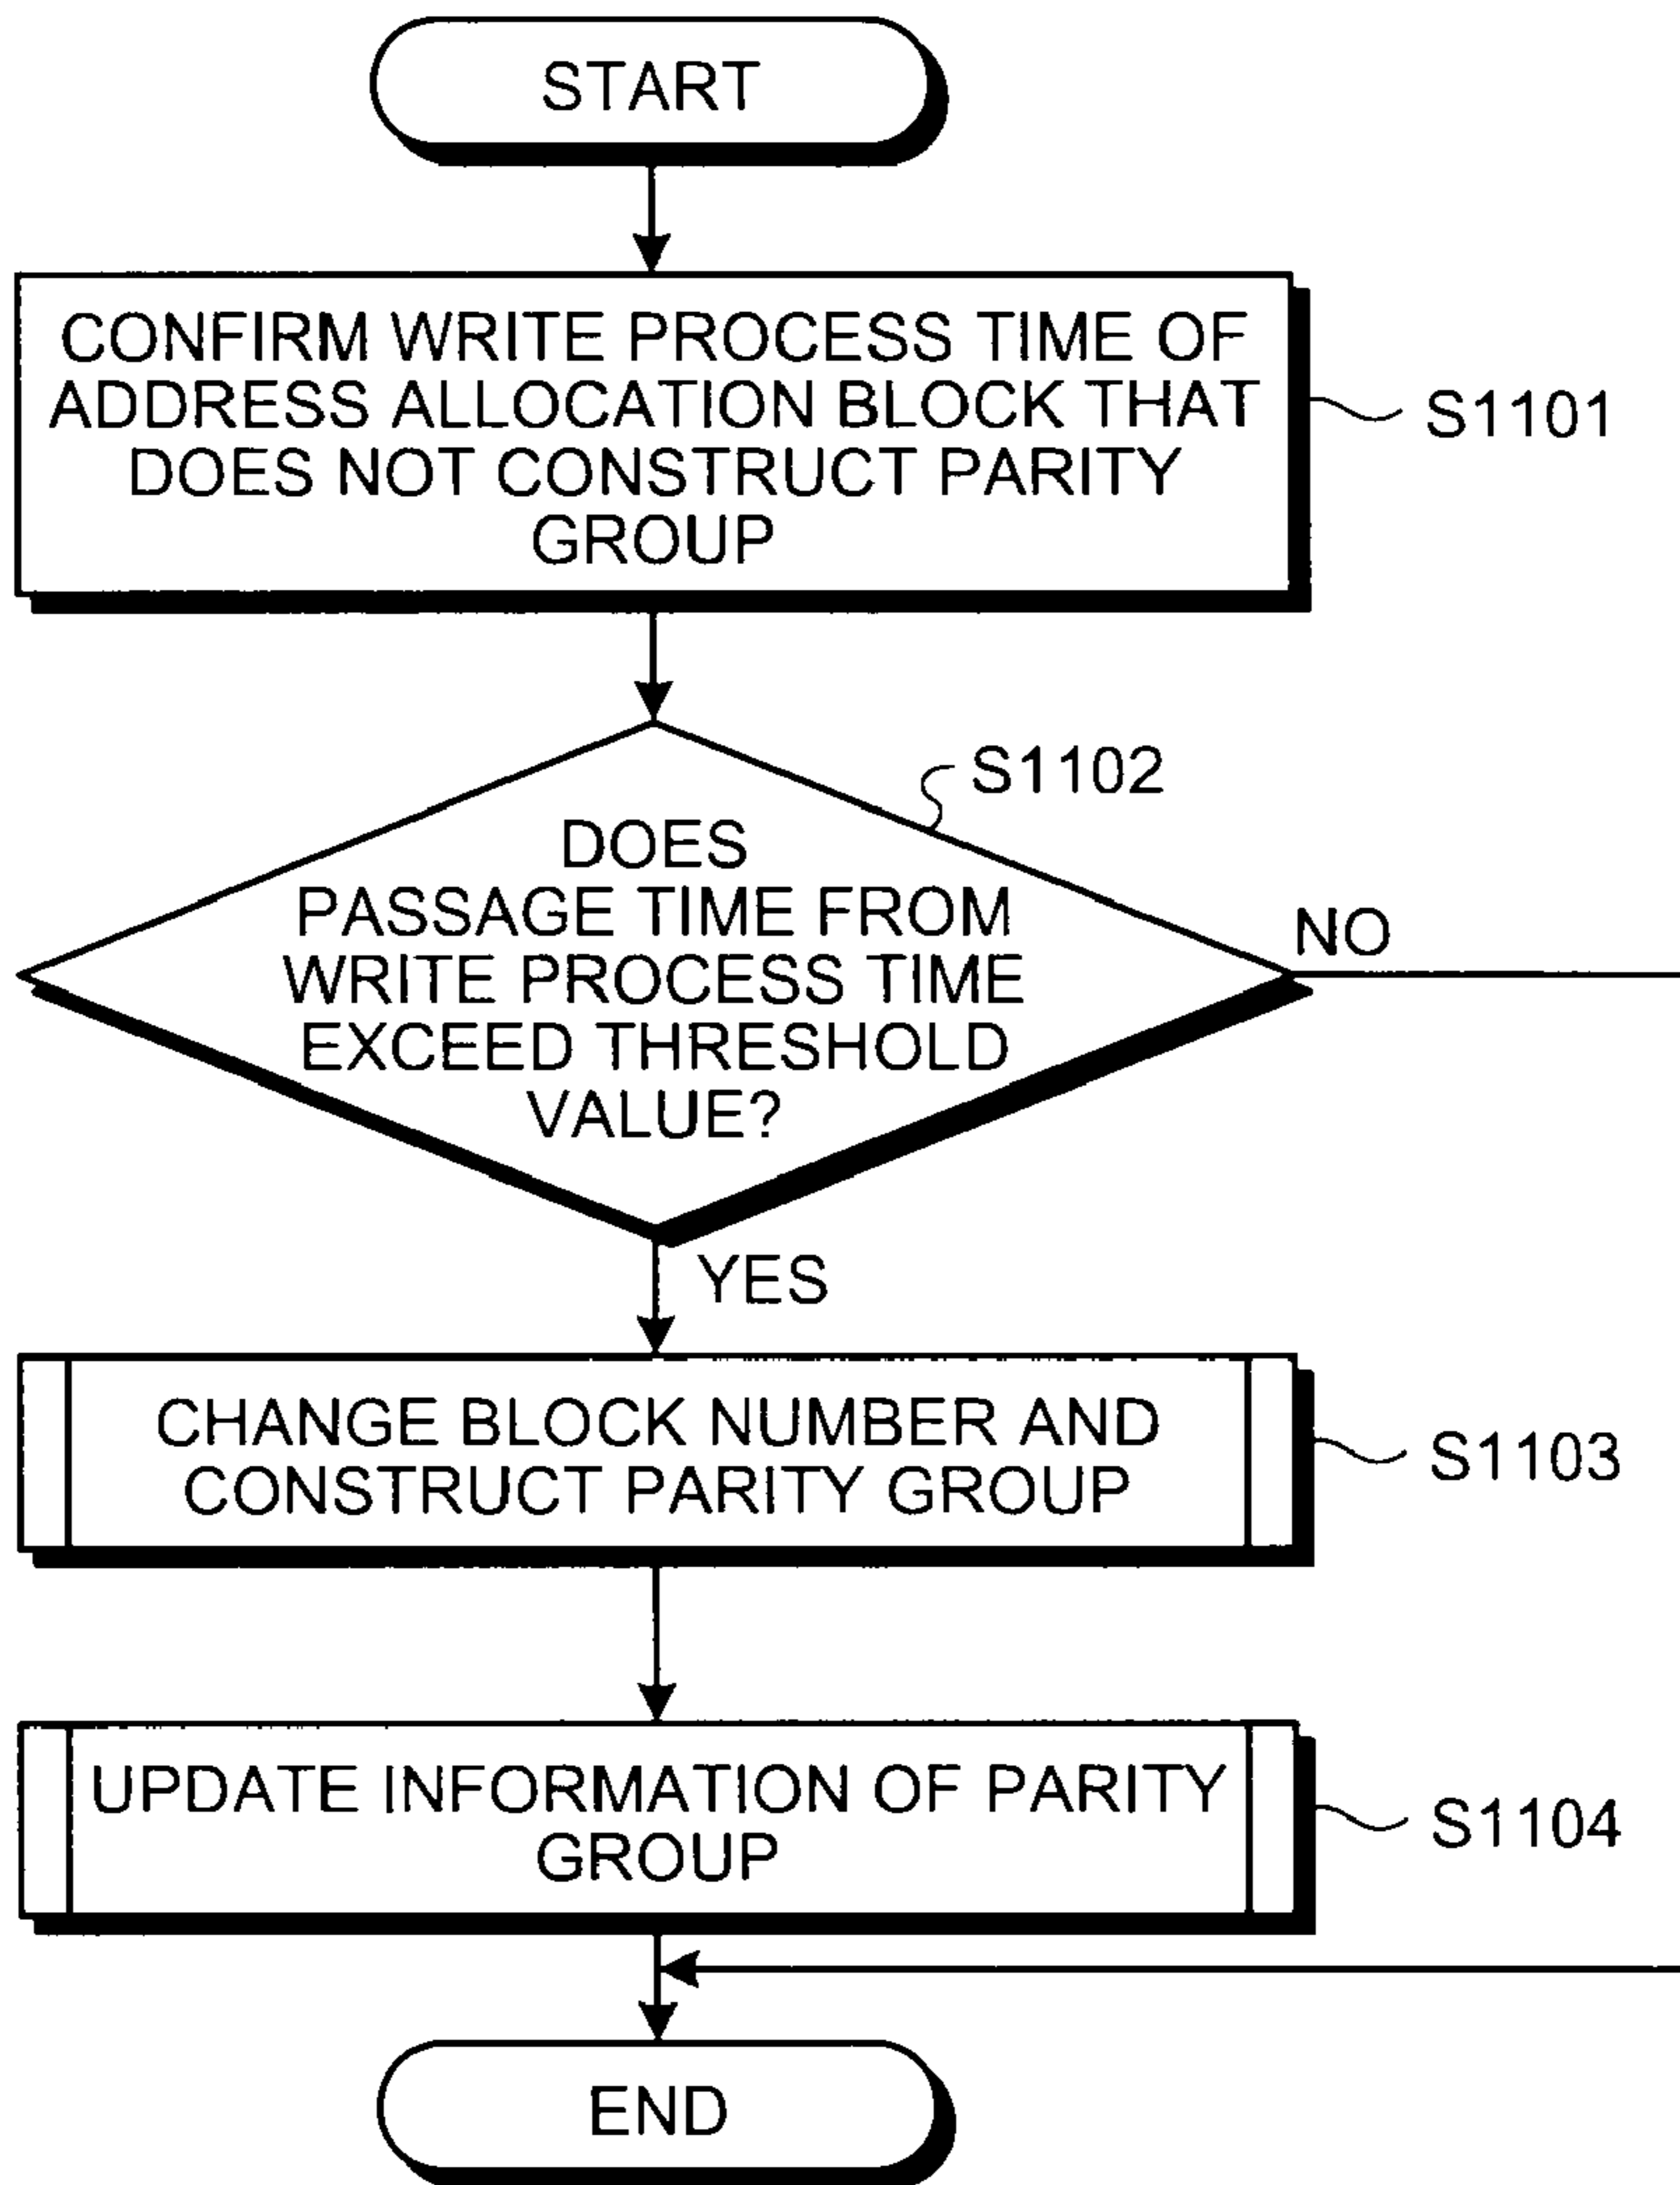 START
CONFIRM WRITE PROCESS TIME OF
ADDRESS ALLOCATION BLOCK THAT
DOES NOT CONSTRUCT PARITY
GROUP
S1101
S1102
DOES
PASSAGE TIME FROM
WRITE PROCESS TIME
EXCEED THRESHOLD
VALUE?
NO
YES
CHANGE BLOCK NUMBER AND
CONSTRUCT PARITY GROUP
S1103
UPDATE INFORMATION OF PARITY
GROUP
S1104
END